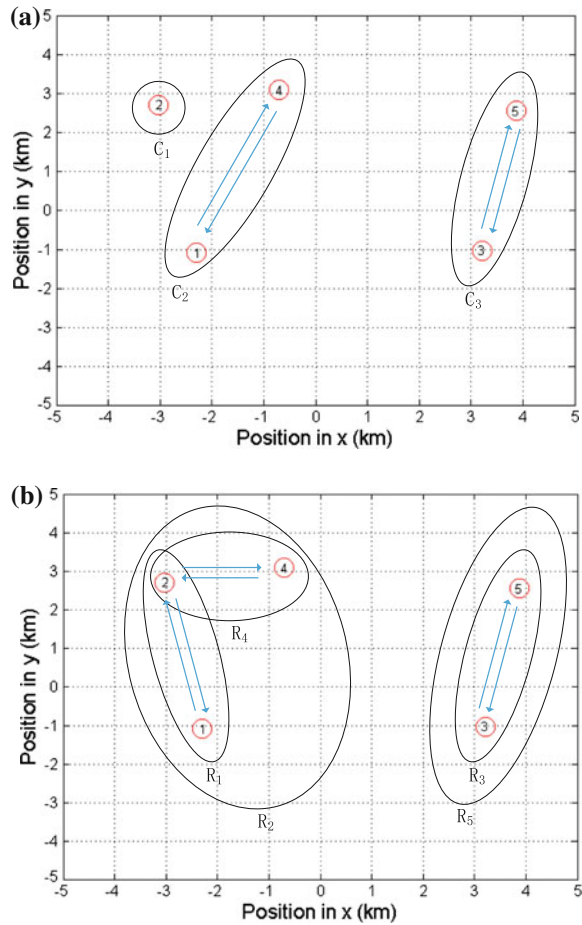 (a)
5
4
3
2
1
0
-1
-2
-3
-4
5
-5 -4 -3 -2 -1 0 1 2 3 4 5
Position in x (km)
Position in y (km)
2
4
5
1
3
C₁
C₂
C₃
(b)
5
4
3
2
1
0
-1
-2
-3
-4
-5
-5 -4 -3 -2 -1 0 1 2 3 4 5
Position in x (km)
Position in y (km)
2
4
5
1
3
R₄
R₁
R₂
R₃
R₅